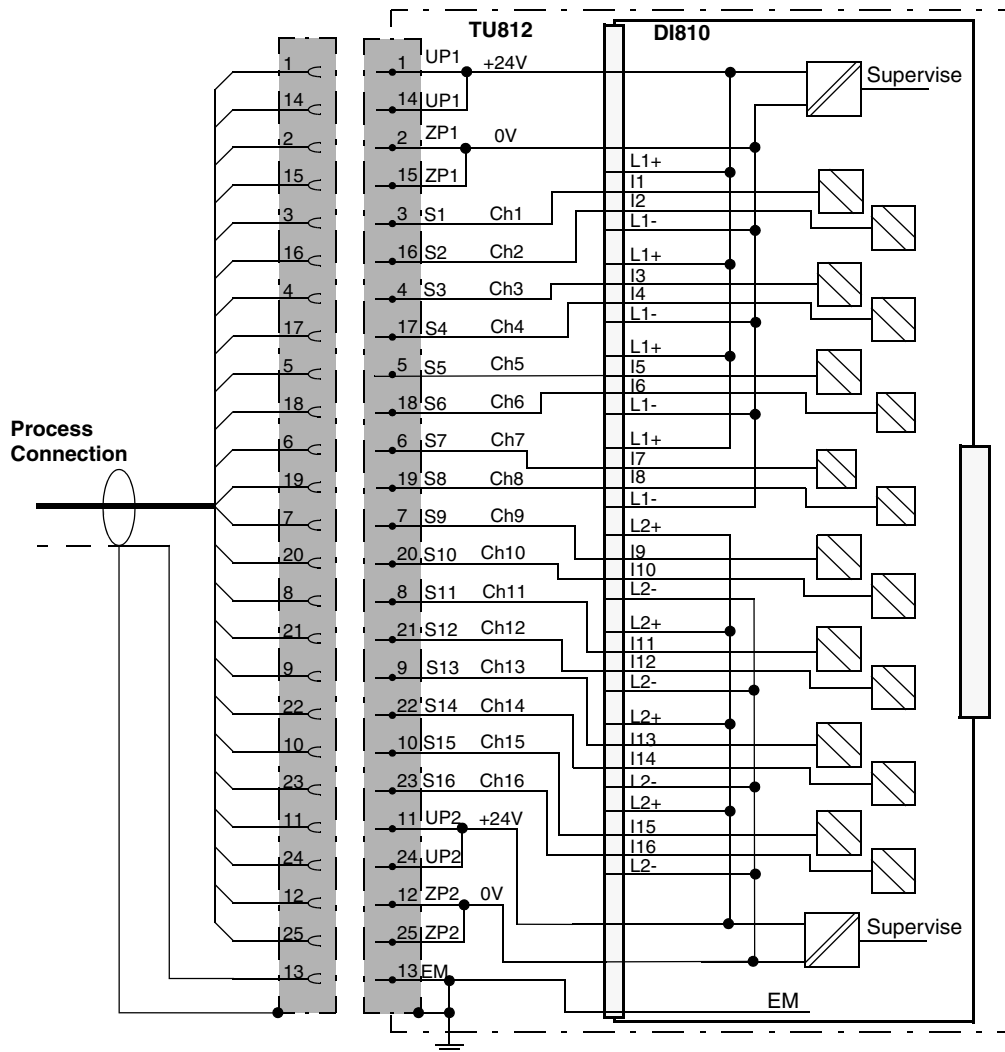 TU812 DI810
1 1 UP1 +24V Supervise
14 14 UP1
2 2 ZP1 0V
L1+
15 15 ZP1
I1
I2
3 3 S1 Ch1
L1-
16 16 S2 Ch2
L1+
I3
4 4 S3 Ch3
I4
L1-
17 17 S4 Ch4
L1+
5 5 S5 Ch5
I5
I6
18 18 S6 Ch6
L1-
Process
Connection
6 6 S7 Ch7
L1+
I7
19 19 S8 Ch8
I8
L1-
7 7 S9 Ch9
L2+
I9
20 20 S10 Ch10
I10
L2-
8 8 S11 Ch11
L2+
21 21 S12 Ch12
I11
I12
9 9 S13 Ch13
L2-
22 22 S14 Ch14
L2+
I13
10 10 S15 Ch15
I14
23 23 S16 Ch16
L2-
L2+
11 11 UP2 +24V
I15
I16
24 24 UP2
L2-
12 12 ZP2 0V
25 25 ZP2
Supervise
13 13 EM
EM